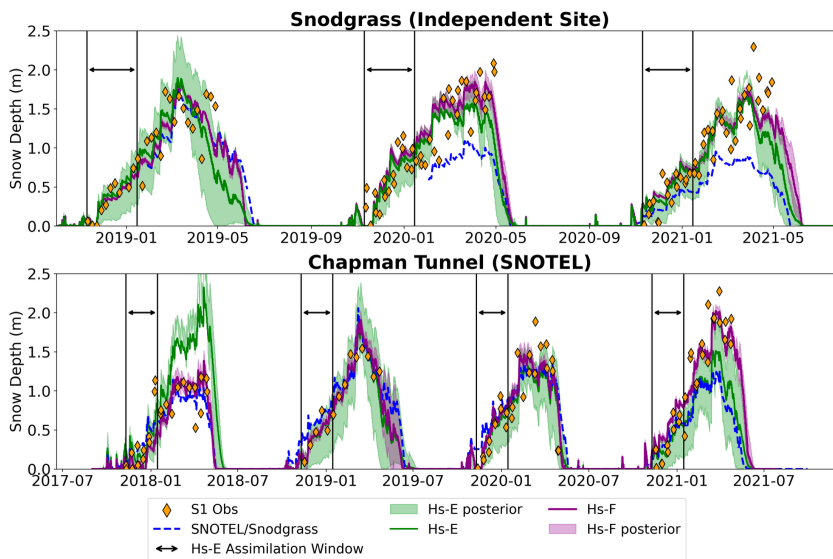 Snodgrass (Independent Site)
Snow Depth (m)
2.5
2.0
1.5
1.0
0.5
0.0
2019-01 2019-05 2019-09 2020-01 2020-05 2020-09 2021-01 2021-05
Chapman Tunnel (SNOTEL)
Snow Depth (m)
2.5
2.0
1.5
1.0
0.5
0.0
2017-07 2018-01 2018-07 2019-01 2019-07 2020-01 2020-07 2021-01 2021-07
S1 Obs Hs-E posterior Hs-F
SNOTEL/Snodgrass Hs-E Hs-F posterior
Hs-E Assimilation Window